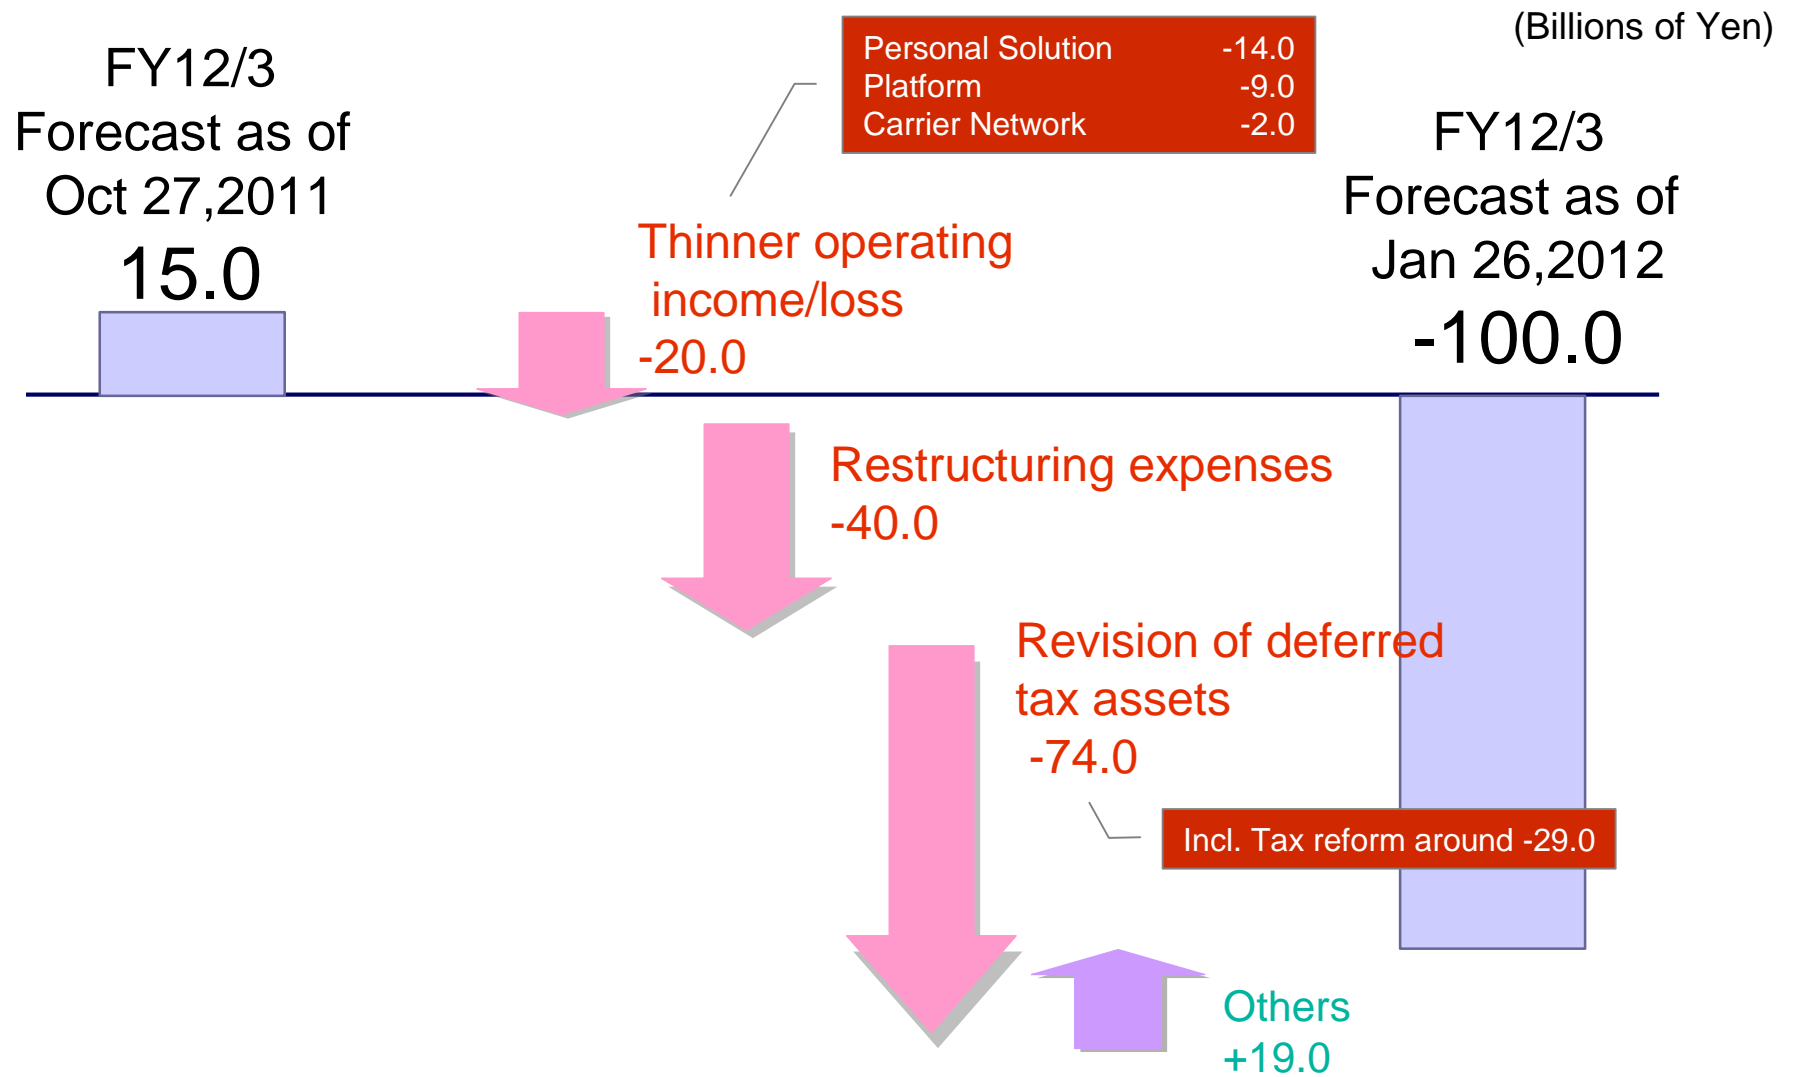 (Billions of Yen)
FY12/3
Forecast as of
Oct 27,2011
15.0
Personal Solution -14.0
Platform -9.0
Carrier Network -2.0
Thinner operating
income/loss
-20.0
FY12/3
Forecast as of
Jan 26,2012
-100.0
Restructuring expenses
-40.0
Revision of deferred
tax assets
-74.0
Incl. Tax reform around -29.0
Others
+19.0